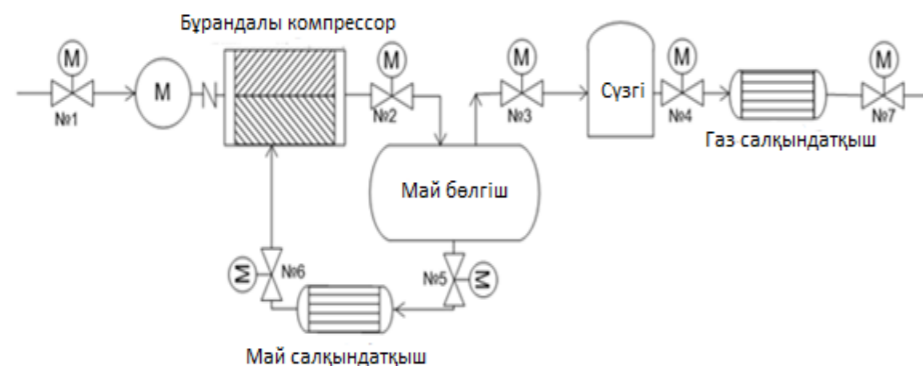 Бұрандалы компрессор
M
M
M
M
M
M
№1
M
№2
№3
Сүзгі
№4
№7
Газ салқындатқыш
Май бөлгіш
M
№6
№5
M
Май салқындатқыш